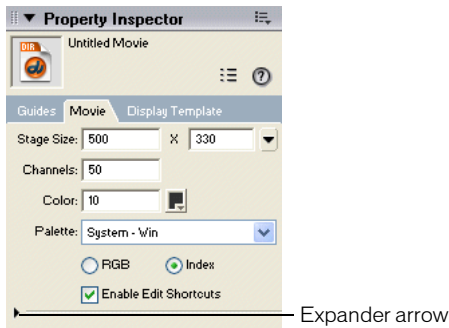 Property Inspector
DIR
Untitled Movie
Guides Movie Display Template
Stage Size: 500 X 330
Channels: 50
Color: 10
Palette: System - Win
RGB Index
Enable Edit Shortcuts
Expander arrow